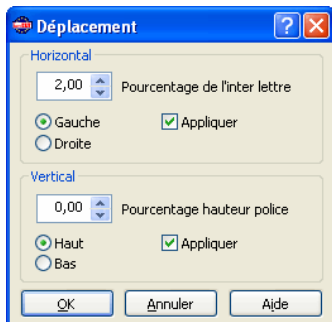 Déplacement
Horizontal
2,00 Pourcentage de l'inter lettre
Gauche Appliquer
Droite
Vertical
0,00 Pourcentage hauteur police
Haut Appliquer
Bas
OK Annuler Aide